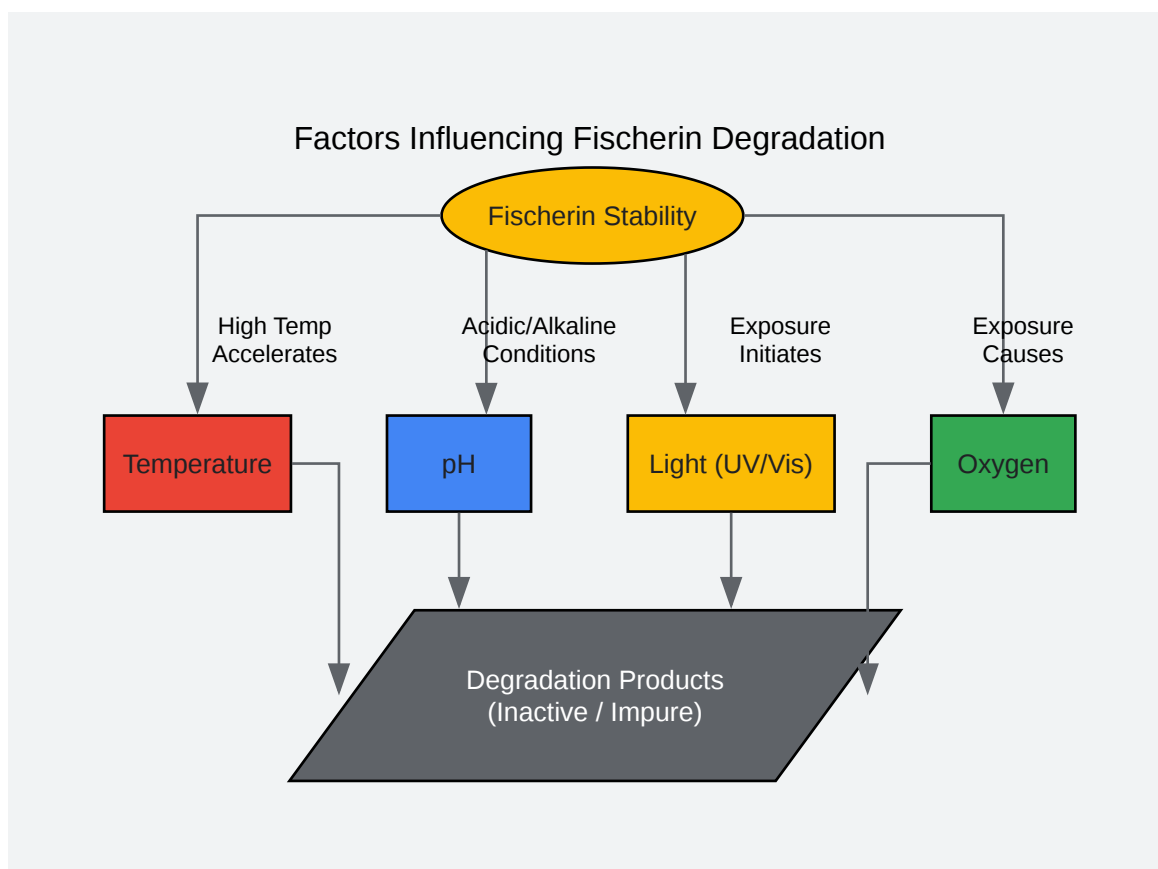 Factors Influencing Fischerin Degradation
Fischerin Stability
High Temp
Accelerates
Acidic/Alkaline
Conditions
Exposure
Initiates
Exposure
Causes
Temperature
pH
Light (UV/Vis)
Oxygen
Degradation Products
(Inactive / Impure)